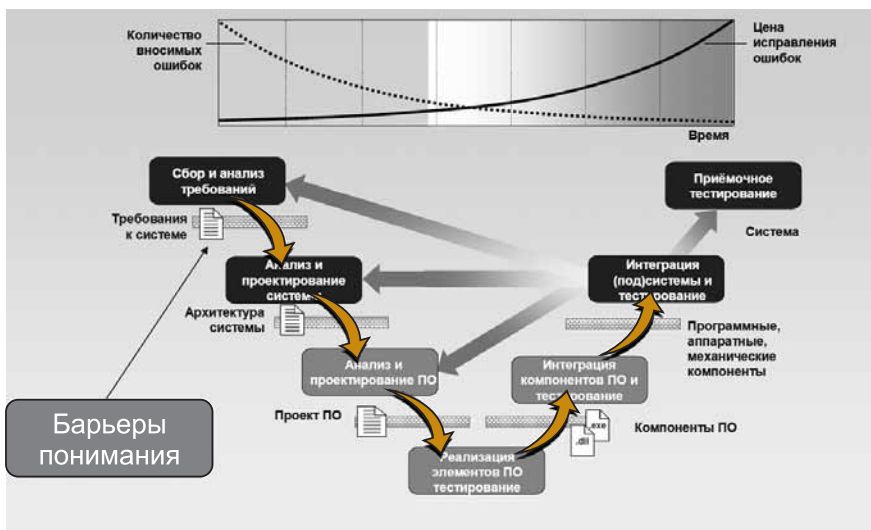 Количество
вносимых
ошибок
Цена
исправления
ошибок
Время
Сбор и анализ
требований
Приёмочное
тестирование
Требования
к системе
Система
Анализ и
проектирование
системы
Интеграция
(под)системы и
тестирование
Архитектура
системы
Программные,
аппаратные,
механические
компоненты
Анализ и
проектирование ПО
Интеграция
компонентов ПО и
тестирование
Барьеры
понимания
Проект ПО
.exe
.dll
Компоненты ПО
Реализация
элементов ПО
тестирование